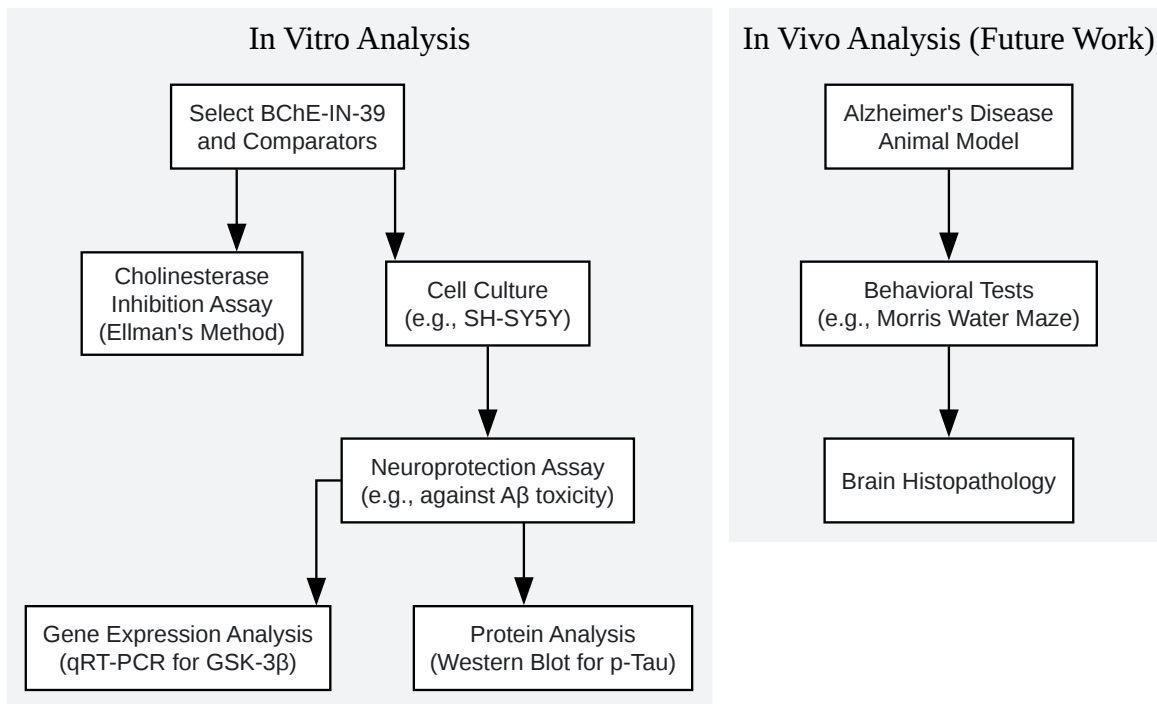 In Vitro Analysis
Select BChE-IN-39
and Comparators
Cholinesterase
Inhibition Assay
(Ellman's Method)
Cell Culture
(e.g., SH-SY5Y)
Neuroprotection Assay
(e.g., against Aβ toxicity)
Gene Expression Analysis
(qRT-PCR for GSK-3β)
Protein Analysis
(Western Blot for p-Tau)
In Vivo Analysis (Future Work)
Alzheimer's Disease
Animal Model
Behavioral Tests
(e.g., Morris Water Maze)
Brain Histopathology